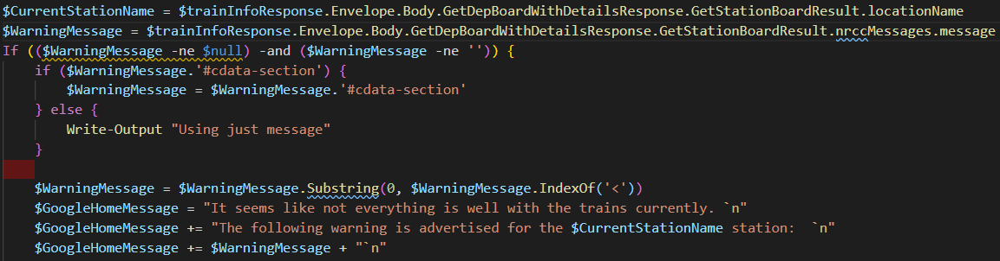 $CurrentStationName = $trainInfoResponse.Envelope.Body.GetDepBoardWithDetailsResponse.GetStationBoardResult.locationName
$WarningMessage = $trainInfoResponse.Envelope.Body.GetDepBoardWithDetailsResponse.GetStationBoardResult.nrccMessages.message
If (($WarningMessage -ne $null) -and ($WarningMessage -ne '')) {
    if ($WarningMessage.'#cdata-section') {
        $WarningMessage = $WarningMessage.'#cdata-section'
    } else {
        Write-Output "Using just message"
    }

    $WarningMessage = $WarningMessage.Substring(0, $WarningMessage.IndexOf('<'))
    $GoogleHomeMessage = "It seems like not everything is well with the trains currently. `n"
    $GoogleHomeMessage += "The following warning is advertised for the $CurrentStationName station:  `n"
    $GoogleHomeMessage += $WarningMessage + "`n"